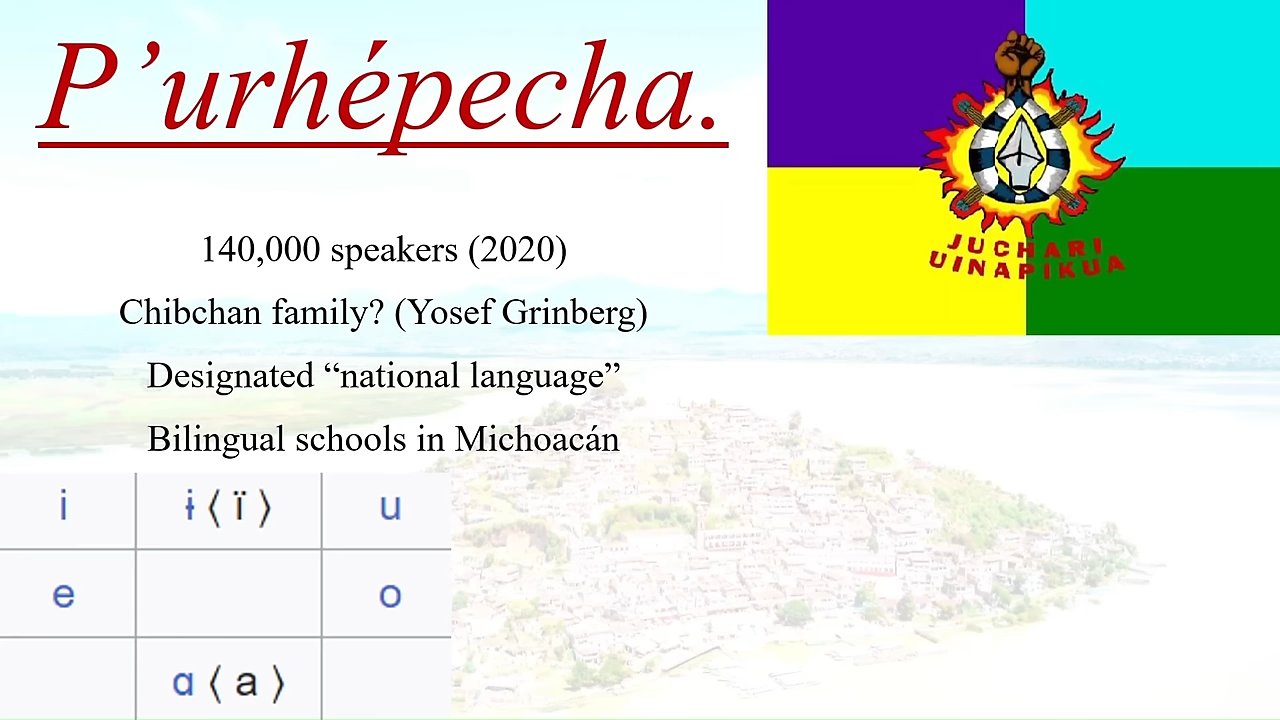 P’urhépecha.
JUCHARI
UINAPIKUA
140,000 speakers (2020)
Chibchan family? (Yosef Grinberg)
Designated “national language”
Bilingual schools in Michoacán
i ɨ ⟨ ï ⟩ u
e o
ɑ ⟨ a ⟩